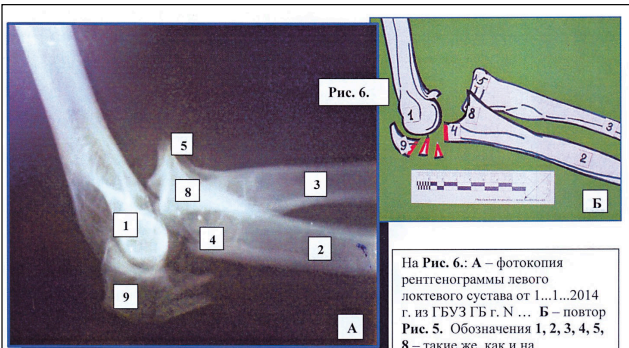 Рис. 6.
5
8
3
1
4
2
9
А
5
7
1
8
4
3
9
2
Б
На Рис. 6.: А – фотокопия
рентгенограммы левого
локтевого сустава от 1...1...2014
г. из ГБУЗ ГБ г. N ... Б – повтор
Рис. 5. Обозначения 1, 2, 3, 4, 5,
8 – такие же, как и на